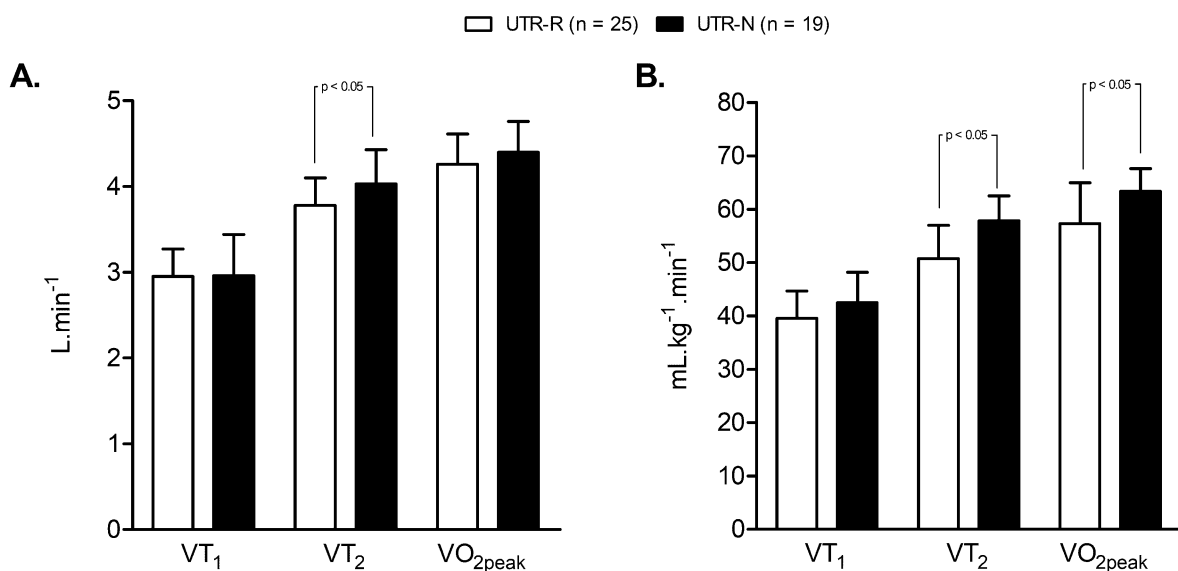 UTR-R (n = 25) UTR-N (n = 19)
A.
p < 0.05
5
4
3
2
1
0
L.min⁻¹
VT₁ VT₂ VO₂peak
B.
p < 0.05
p < 0.05
80
70
60
50
40
30
20
10
0
mL.kg⁻¹.min⁻¹
VT₁ VT₂ VO₂peak